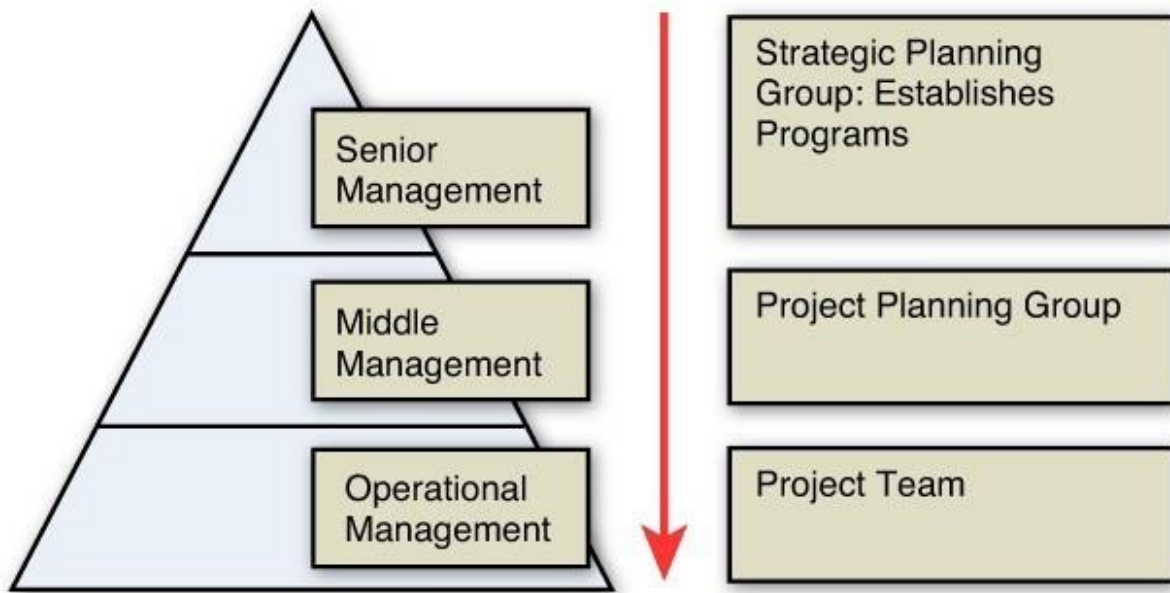 Senior
Management
Middle
Management
Operational
Management
Strategic Planning
Group: Establishes
Programs
Project Planning Group
Project Team